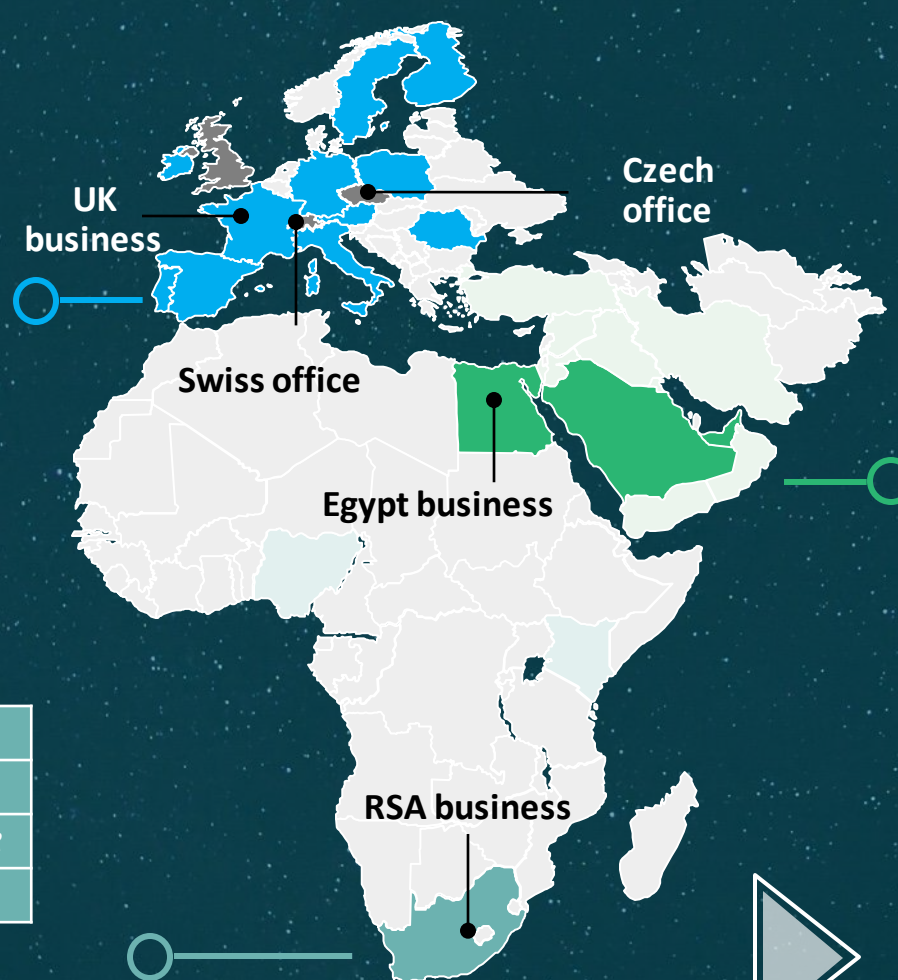 UK
business
Czech
office
Swiss office
Egypt business
RSA business